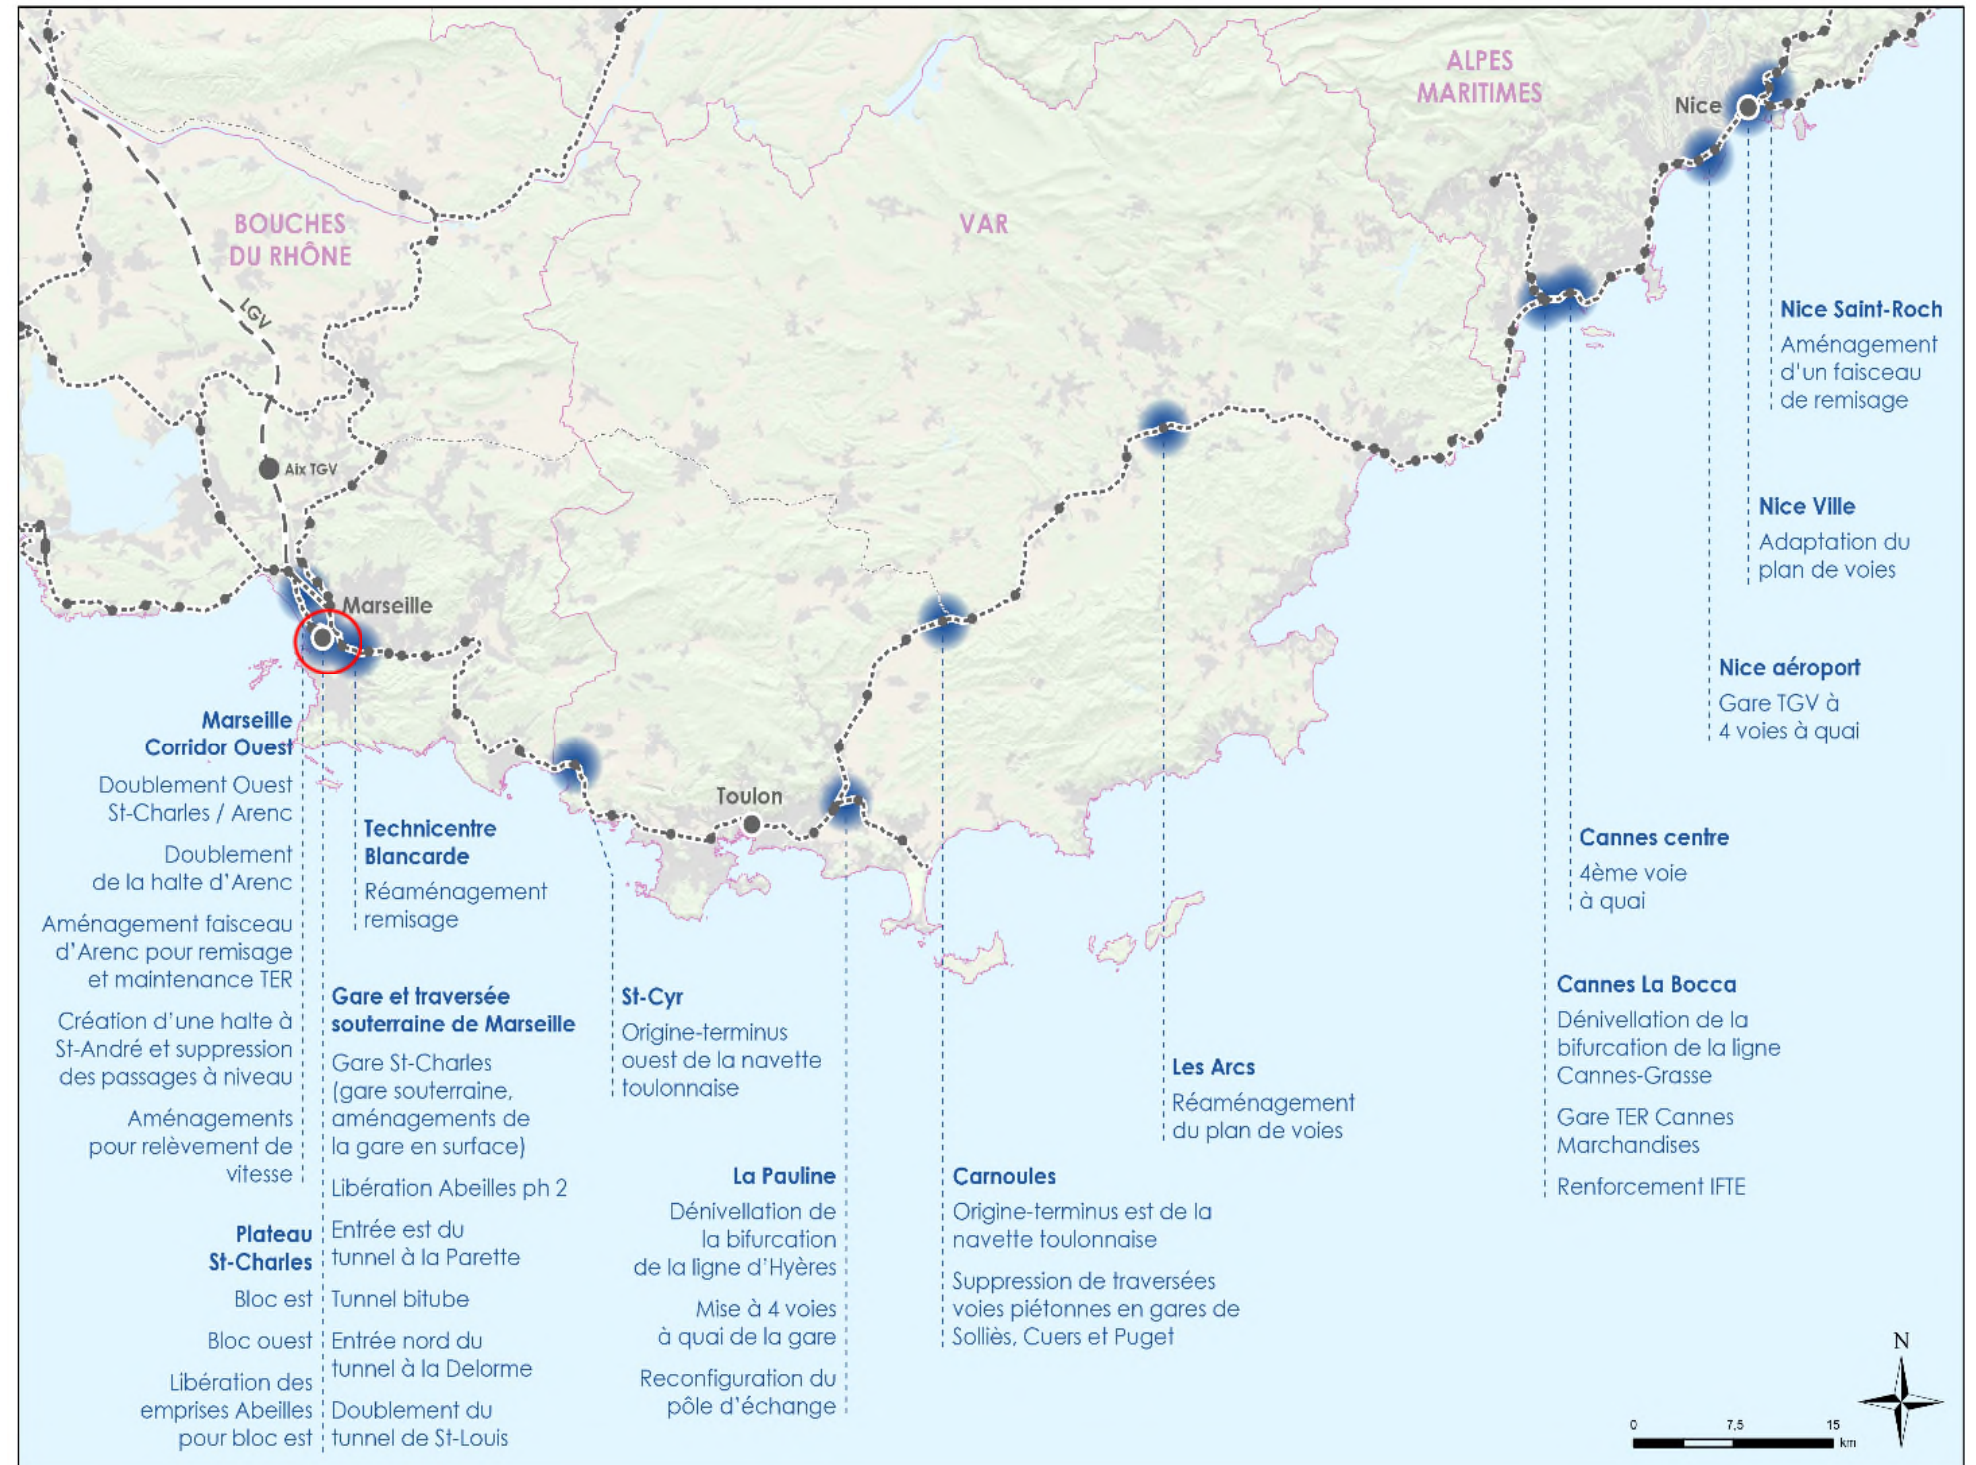 ALPES
MARITIMES
Nice
BOUCHES
DU RHÔNE
VAR
LGV
Aix TGV
Marseille
Toulon
Nice Saint-Roch
Aménagement
d'un faisceau
de remisage
Nice Ville
Adaptation du
plan de voies
Nice aéroport
Gare TGV à
4 voies à quai
Cannes centre
4ème voie
à quai
Cannes La Bocca
Dénivellation de la
bifurcation de la ligne
Cannes-Grasse
Gare TER Cannes
Marchandises
Renforcement IFTE
Les Arcs
Réaménagement
du plan de voies
Carnoules
Origine-terminus est de la
navette toulonnaise
Suppression de traversées
voies piétonnes en gares de
Solliès, Cuers et Puget
La Pauline
Dénivellation de
la bifurcation
de la ligne d'Hyères
Mise à 4 voies
à quai de la gare
Reconfiguration du
pôle d'échange
St-Cyr
Origine-terminus
ouest de la navette
toulonnaise
Technicentre
Blancarde
Réaménagement
remisage
Gare et traversée
souterraine de Marseille
Gare St-Charles
(gare souterraine,
aménagements de
la gare en surface)
Libération Abeilles ph 2
Entrée est du
tunnel à la Parette
Tunnel bitube
Entrée nord du
tunnel à la Delorme
Doublement du
tunnel de St-Louis
Marseille
Corridor Ouest
Doublement Ouest
St-Charles / Arenc
Doublement
de la halte d'Arenc
Aménagement faisceau
d'Arenc pour remisage
et maintenance TER
Création d'une halte à
St-André et suppression
des passages à niveau
Aménagements
pour relèvement de
vitesse
Plateau
St-Charles
Bloc est
Bloc ouest
Libération des
emprises Abeilles
pour bloc est
N
0 7,5 15
km